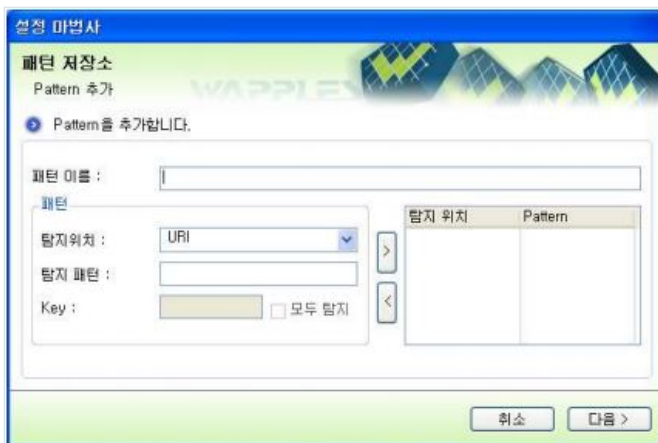 설정 마법사
패턴 저장소
Pattern 추가
WAPPLES
Pattern을 추가합니다.
패턴 이름 :
패턴
탐지위치 :
URI
탐지 패턴 :
Key :
모두 탐지
>
<
탐지 위치
Pattern
취소
다음 >